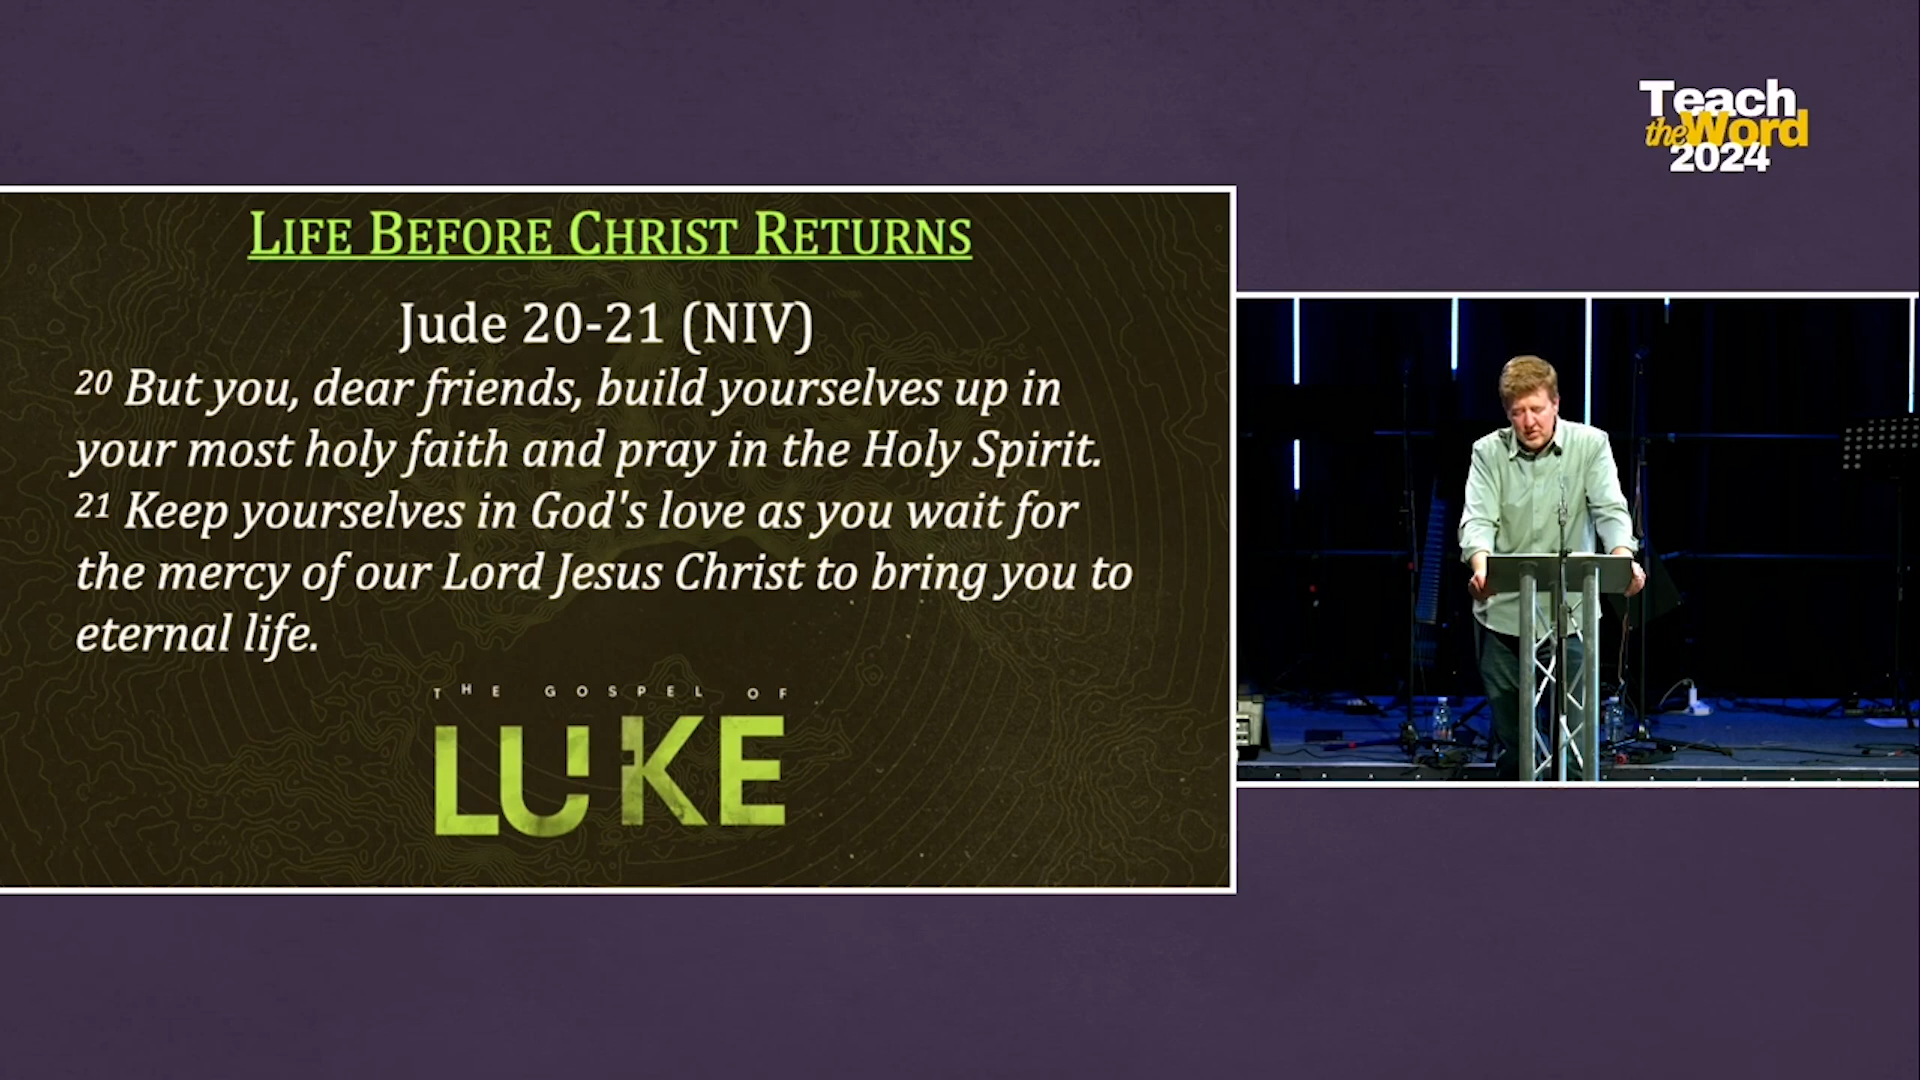 Teach
the Word
2024
LIFE BEFORE CHRIST RETURNS
Jude 20-21 (NIV)
20 But you, dear friends, build yourselves up in
your most holy faith and pray in the Holy Spirit.
21 Keep yourselves in God's love as you wait for
the mercy of our Lord Jesus Christ to bring you to
eternal life.
THE GOSPEL OF
LUKE